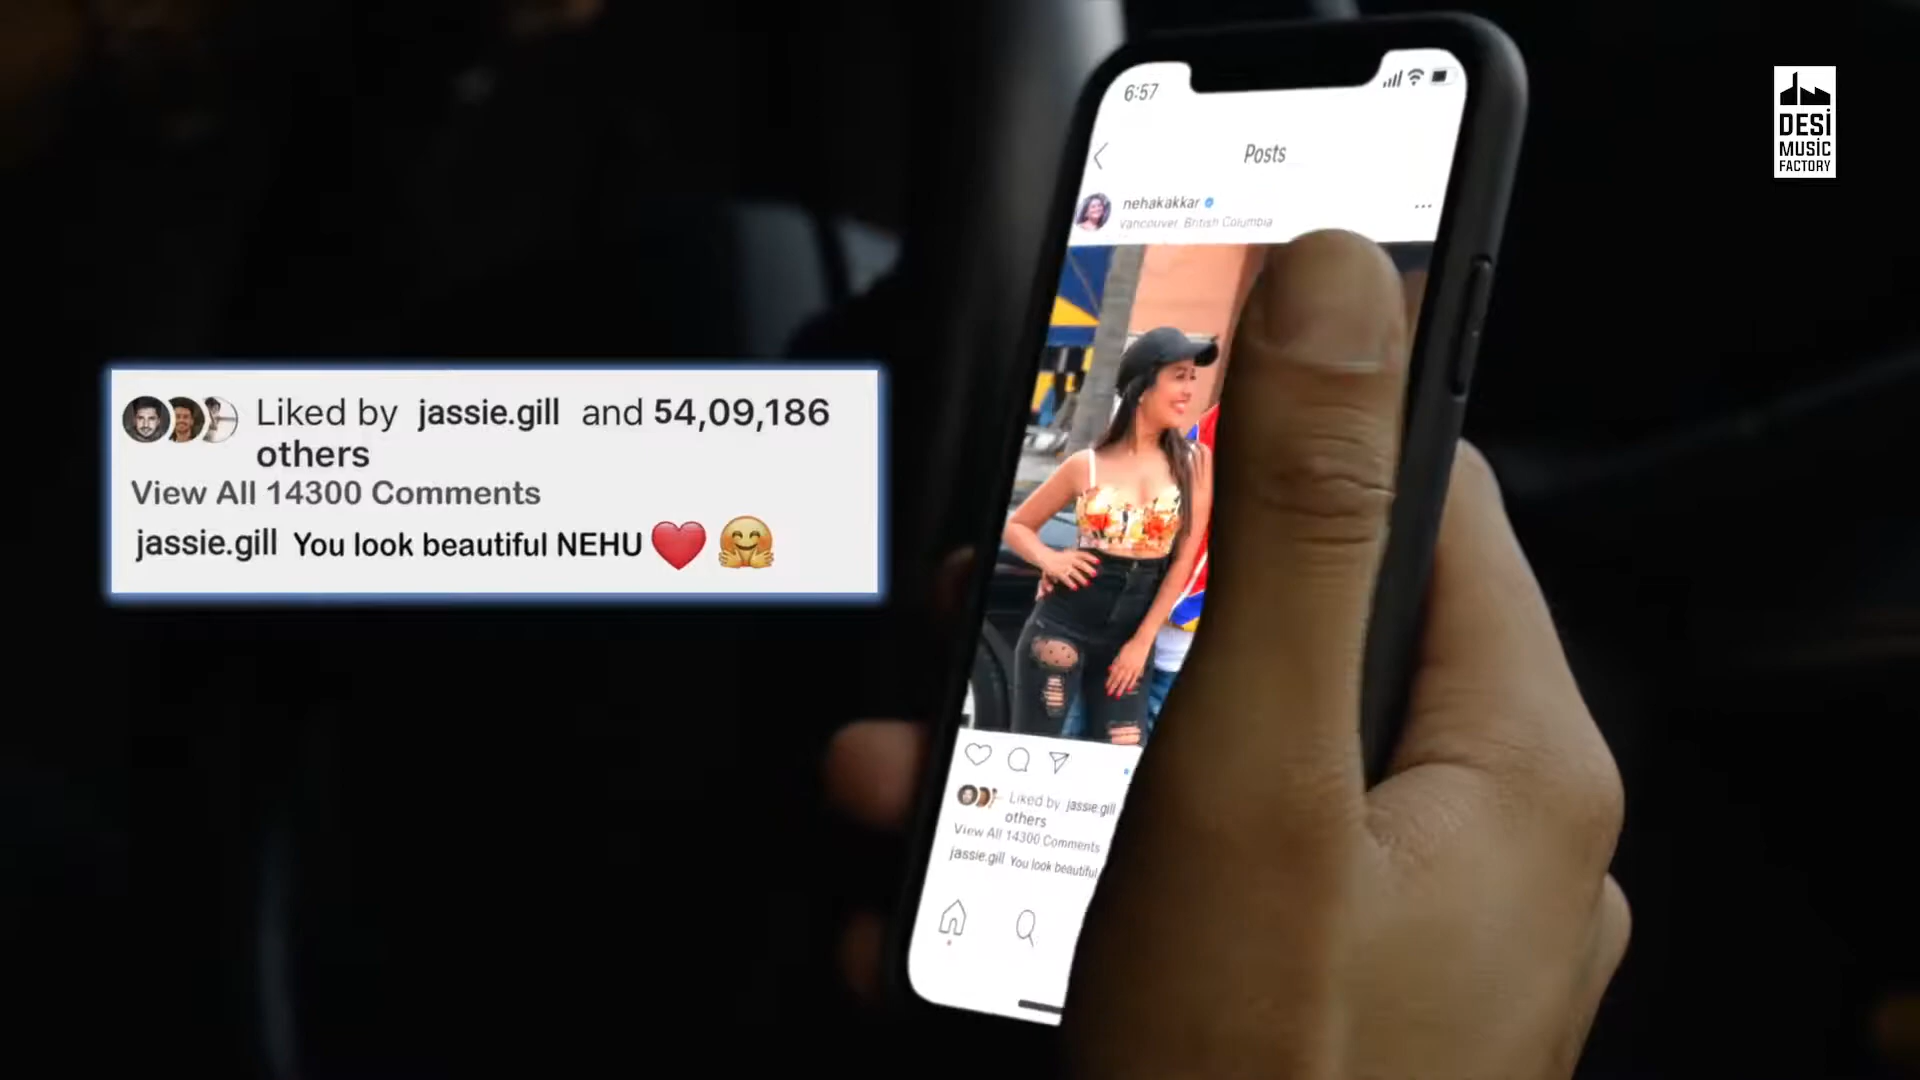 6:57
Posts
nehakakkar
Vancouver, British Columbia
Liked by jassie.gill
others
View All 14300 Comments
jassie.gill You look beautiful
Liked by jassie.gill and 54,09,186
others
View All 14300 Comments
jassie.gill You look beautiful NEHU ❤️ 🤗
DESİ
MUSİC
FACTORY